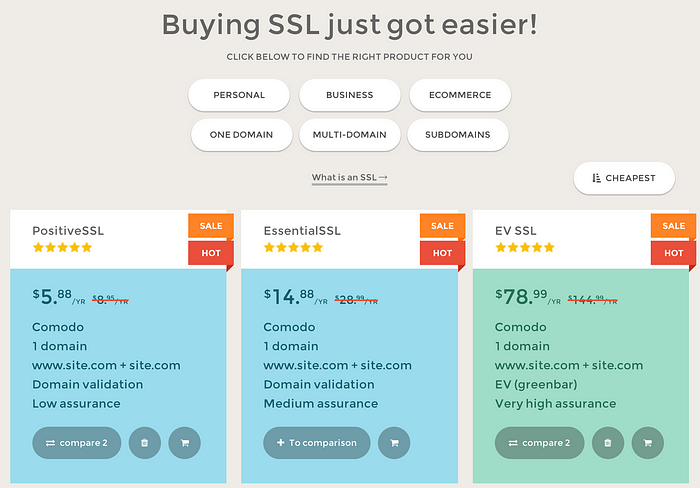 Buying SSL just got easier!
CLICK BELOW TO FIND THE RIGHT PRODUCT FOR YOU
PERSONAL
BUSINESS
ECOMMERCE
ONE DOMAIN
MULTI-DOMAIN
SUBDOMAINS
What is an SSL→
CHEAPEST
PositiveSSL
SALE
HOT
$5.88/YR $8.95/YR
Comodo
1 domain
www.site.com + site.com
Domain validation
Low assurance
compare 2
EssentialSSL
SALE
HOT
$14.88/YR $28.99/YR
Comodo
1 domain
www.site.com + site.com
Domain validation
Medium assurance
To comparison
EV SSL
SALE
HOT
$78.99/YR $144.99/YR
Comodo
1 domain
www.site.com + site.com
EV (greenbar)
Very high assurance
compare 2